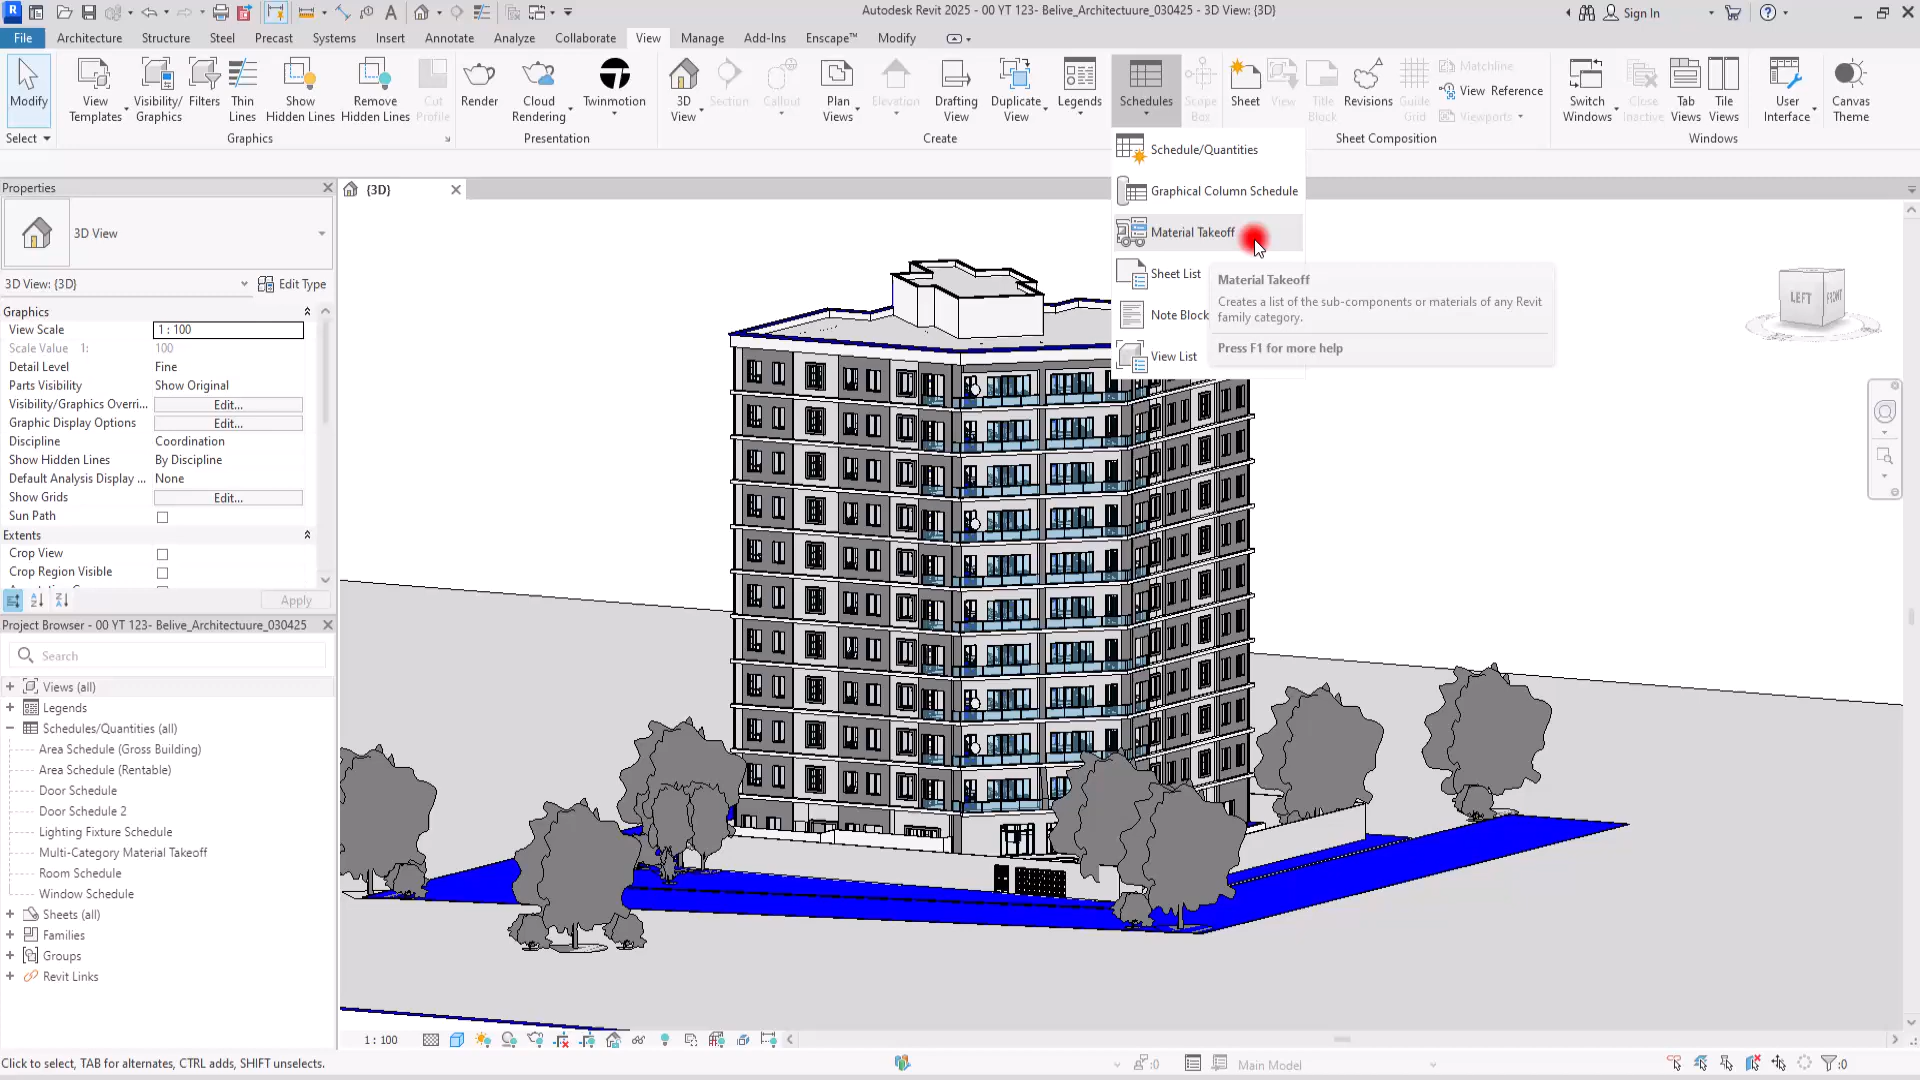 Autodesk Revit 2025 - 00 YT 123- Belive_Architectuure_030425 - 3D View: {3D}
Sign In
File Architecture Structure Steel Precast Systems Insert Annotate Analyze Collaborate View Manage Add-Ins Enscape™ Modify
Modify
View Templates
Visibility/ Graphics
Filters
Thin Lines
Show Hidden Lines
Remove Hidden Lines
Cut Profile
Render
Cloud Rendering
Twinmotion
3D View
Section
Callout
Plan Views
Elevation
Drafting View
Duplicate View
Legends
Schedules
Scope Box
Sheet
View
Title Block
Revisions
Guide Grid
Matchline
View Reference
Viewports
Switch Windows
Close Inactive
Tab Views
Tile Views
User Interface
Canvas Theme
Select
Graphics
Presentation
Create
Sheet Composition
Windows
Schedule/Quantities
Graphical Column Schedule
Material Takeoff
Sheet List
Note Block
View List
Material Takeoff
Creates a list of the sub-components or materials of any Revit
family category.
Press F1 for more help
Properties
{3D}
3D View
3D View: {3D}
Edit Type
Graphics
View Scale 1 : 100
Scale Value 1: 100
Detail Level Fine
Parts Visibility Show Original
Visibility/Graphics Overri... Edit...
Graphic Display Options Edit...
Discipline Coordination
Show Hidden Lines By Discipline
Default Analysis Display ... None
Show Grids Edit...
Sun Path
Extents
Crop View
Crop Region Visible
Apply
Project Browser - 00 YT 123- Belive_Architectuure_030425
Search
Views (all)
Legends
Schedules/Quantities (all)
Area Schedule (Gross Building)
Area Schedule (Rentable)
Door Schedule
Door Schedule 2
Lighting Fixture Schedule
Multi-Category Material Takeoff
Room Schedule
Window Schedule
Sheets (all)
Families
Groups
Revit Links
LEFT
FRONT
1 : 100
Click to select, TAB for alternates, CTRL adds, SHIFT unselects.
:0
Main Model
:0